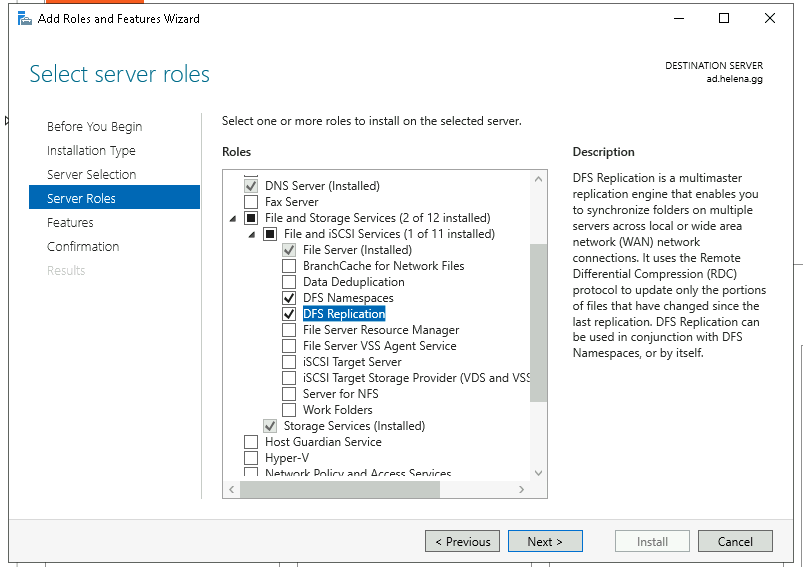 Add Roles and Features Wizard
Select server roles
DESTINATION SERVER
ad.helena.gg
Before You Begin
Installation Type
Server Selection
Server Roles
Features
Confirmation
Results
Select one or more roles to install on the selected server.
Roles
DNS Server (Installed)
Fax Server
File and Storage Services (2 of 12 installed)
File and iSCSI Services (1 of 11 installed)
File Server (Installed)
BranchCache for Network Files
Data Deduplication
DFS Namespaces
DFS Replication
File Server Resource Manager
File Server VSS Agent Service
iSCSI Target Server
iSCSI Target Storage Provider (VDS and VSS
Server for NFS
Work Folders
Storage Services (Installed)
Host Guardian Service
Hyper-V
Network Policy and Access Services
Description
DFS Replication is a multimaster
replication engine that enables you
to synchronize folders on multiple
servers across local or wide area
network (WAN) network
connections. It uses the Remote
Differential Compression (RDC)
protocol to update only the portions
of files that have changed since the
last replication. DFS Replication can
be used in conjunction with DFS
Namespaces, or by itself.
< Previous
Next >
Install
Cancel